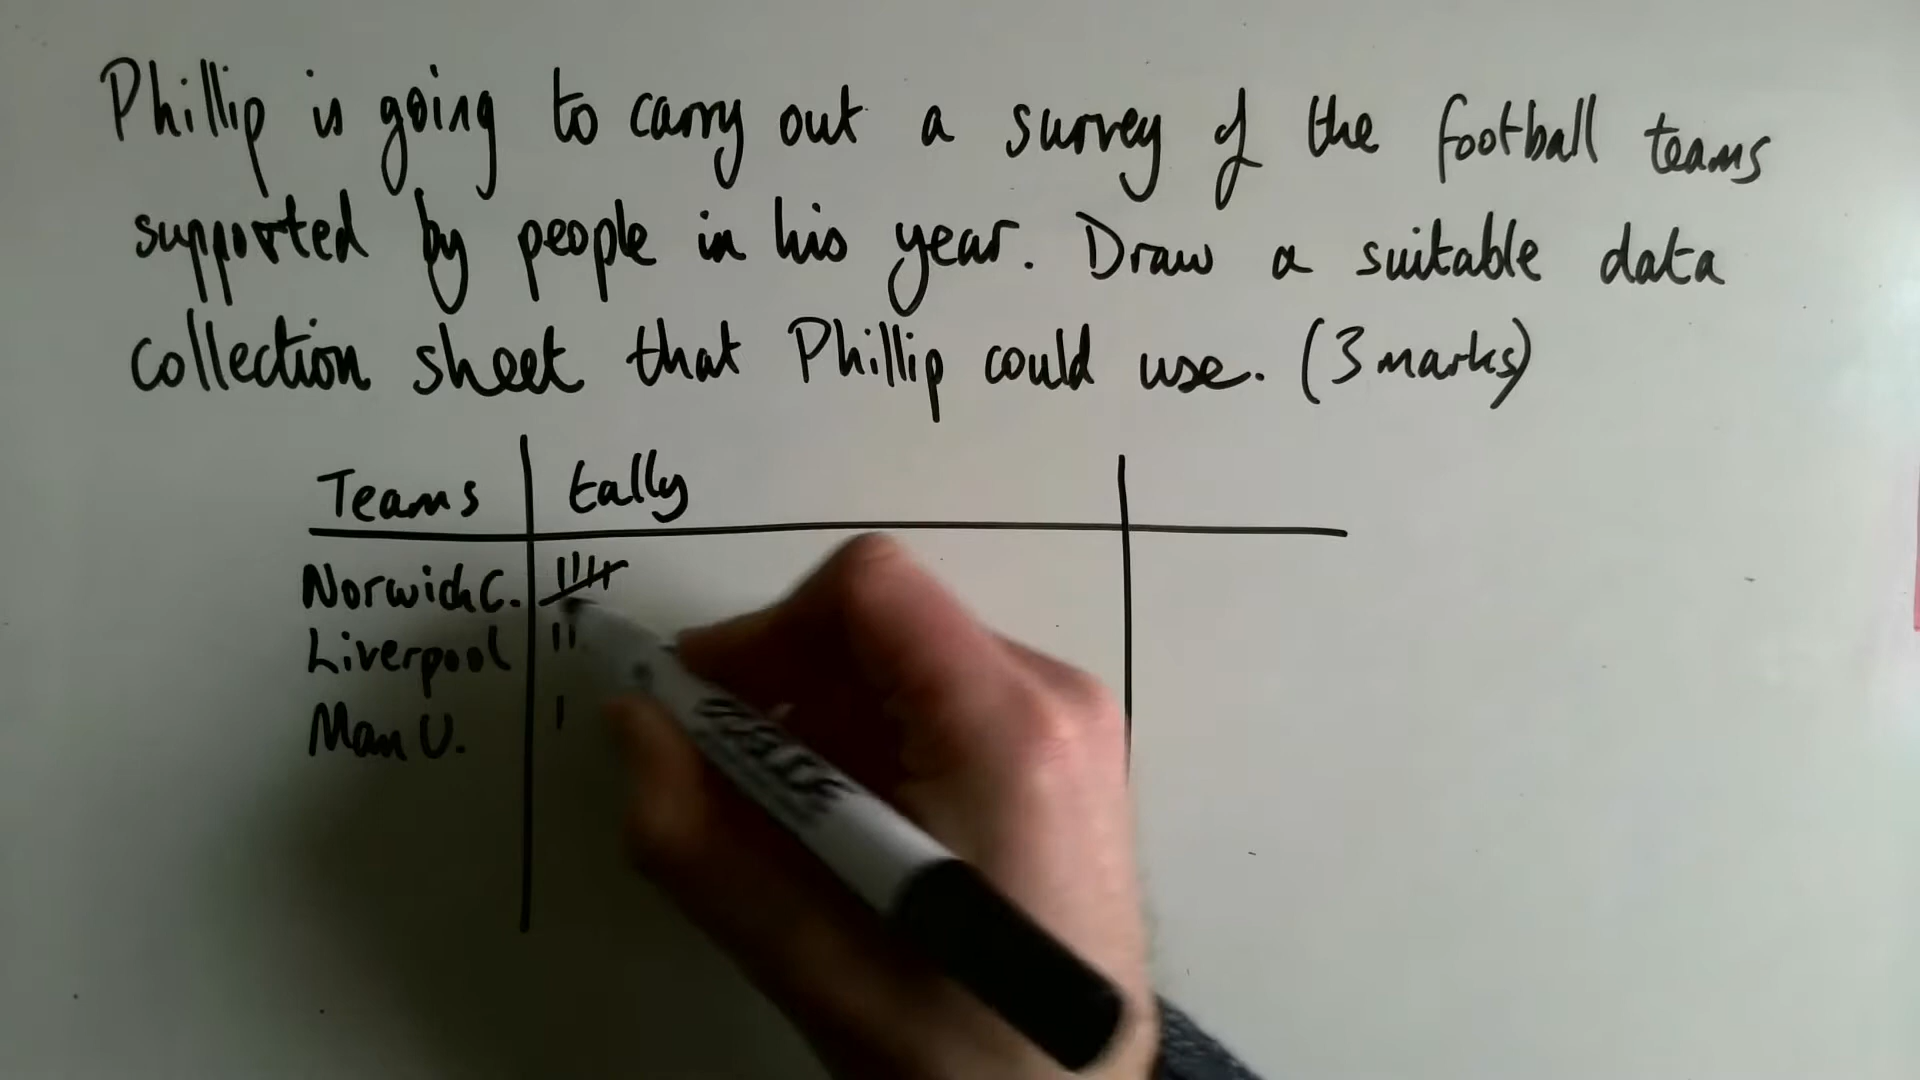 Phillip is going to carry out a survey of the football teams
supported by people in his year. Draw a suitable data
collection sheet that Phillip could use. (3 marks)
Teams tally
Norwich C.
Liverpool
Man U.